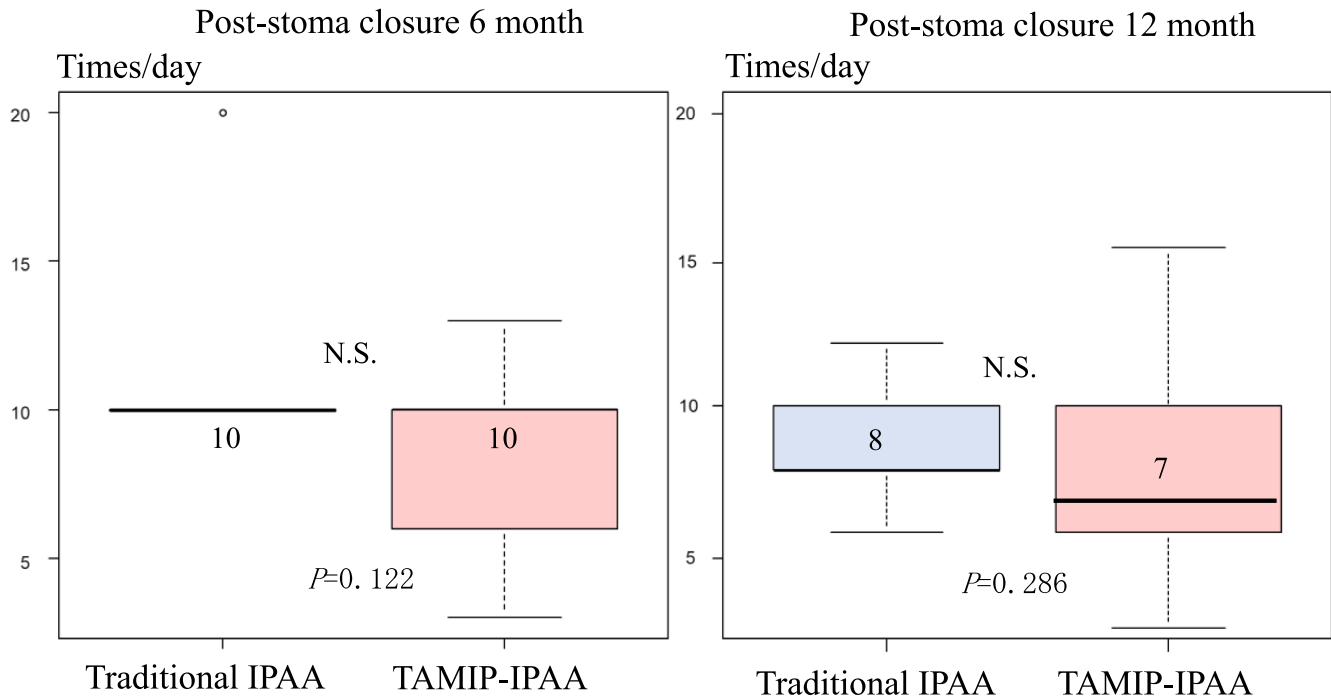 Post-stoma closure 6 month
Times/day
20
15
10
5
N.S.
10
10
P=0.122
Traditional IPAA
TAMIP-IPAA
Post-stoma closure 12 month
Times/day
20
15
10
5
N.S.
8
7
P=0.286
Traditional IPAA
TAMIP-IPAA